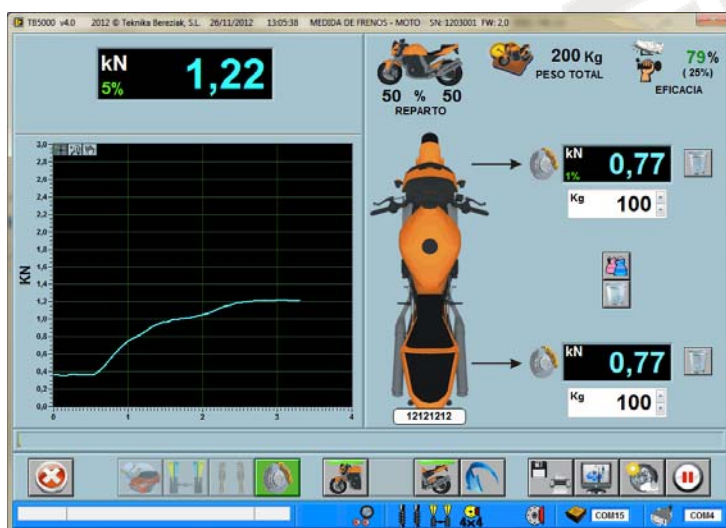 TB5000 v4.0 2012 © Teknika Bereziak, S.L. 26/11/2012 13:05:38 MEDIDA DE FRENOS - MOTO SN: 1203001 FW: 2,0
kN
5%
1,22
50 % 50
REPARTO
200 Kg
PESO TOTAL
79%
( 25%)
EFICACIA
kN
1%
0,77
Kg
100
KN
3,0
2,8
2,6
2,4
2,2
2,0
1,8
1,6
1,4
1,2
1,0
0,8
0,6
0,4
0,2
0,0
0
1
2
3
4
kN
0,77
Kg
100
12121212
4x4
COM15
COM4